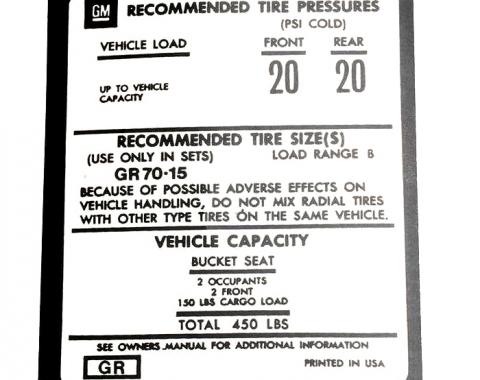 GM RECOMMENDED TIRE PRESSURES
(PSI COLD)
VEHICLE LOAD FRONT REAR
UP TO VEHICLE 20 20
CAPACITY
RECOMMENDED TIRE SIZE(S)
(USE ONLY IN SETS) LOAD RANGE B
GR70-15
BECAUSE OF POSSIBLE ADVERSE EFFECTS ON
VEHICLE HANDLING, DO NOT MIX RADIAL TIRES
WITH OTHER TYPE TIRES ON THE SAME VEHICLE.
VEHICLE CAPACITY
BUCKET SEAT
2 OCCUPANTS
2 FRONT
150 LBS CARGO LOAD
TOTAL 450 LBS
SEE OWNERS MANUAL FOR ADDITIONAL INFORMATION
GR PRINTED IN USA